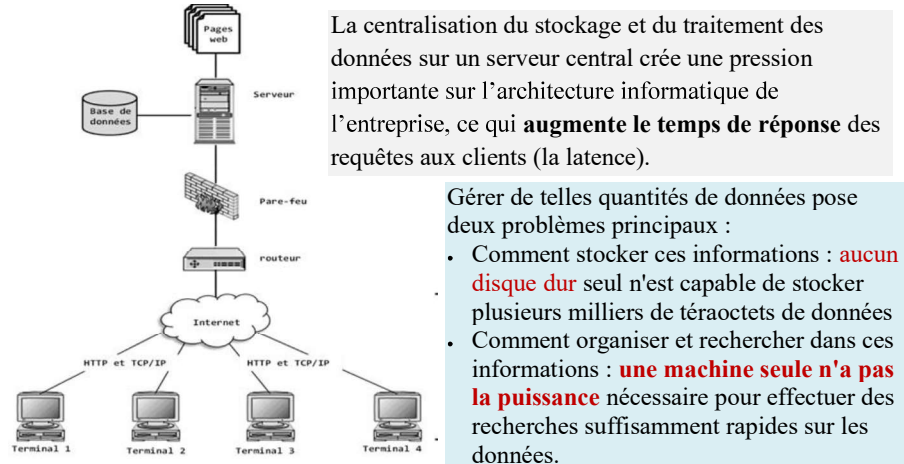 Pages
web
Serveur
Base de
données
Pare-feu
routeur
Internet
HTTP et TCP/IP
HTTP et TCP/IP
Terminal 1
Terminal 2
Terminal 3
Terminal 4
La centralisation du stockage et du traitement des
données sur un serveur central crée une pression
importante sur l’architecture informatique de
l’entreprise, ce qui augmente le temps de réponse des
requêtes aux clients (la latence).
Gérer de telles quantités de données pose
deux problèmes principaux :
• Comment stocker ces informations : aucun
disque dur seul n'est capable de stocker
plusieurs milliers de téraoctets de données
• Comment organiser et rechercher dans ces
informations : une machine seule n'a pas
la puissance nécessaire pour effectuer des
recherches suffisamment rapides sur les
données.